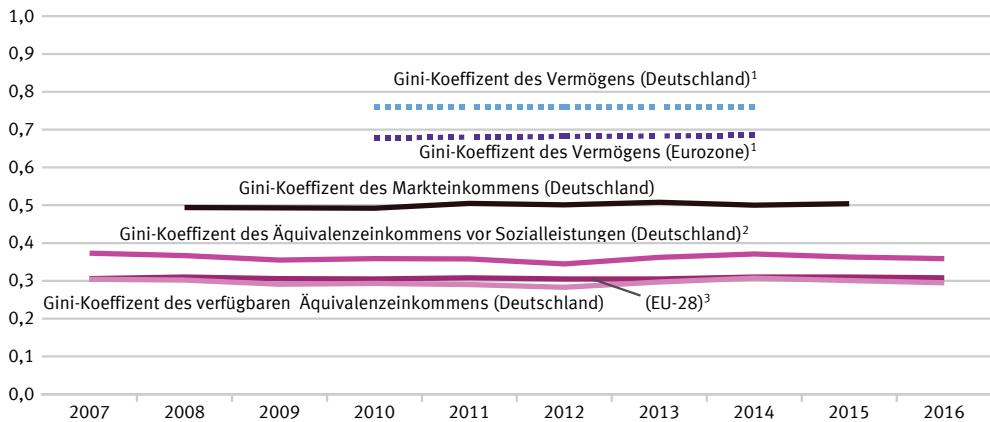 1,0
0,9
0,8
0,7
0,6
0,5
0,4
0,3
0,2
0,1
0,0
Gini-Koeffizent des Vermögens (Deutschland)¹
Gini-Koeffizent des Vermögens (Eurozone)¹
Gini-Koeffizent des Markteinkommens (Deutschland)
Gini-Koeffizent des Äquivalenzeinkommens vor Sozialleistungen (Deutschland)²
Gini-Koeffizent des verfügbaren Äquivalenzeinkommens (Deutschland)
(EU-28)³
2007 2008 2009 2010 2011 2012 2013 2014 2015 2016